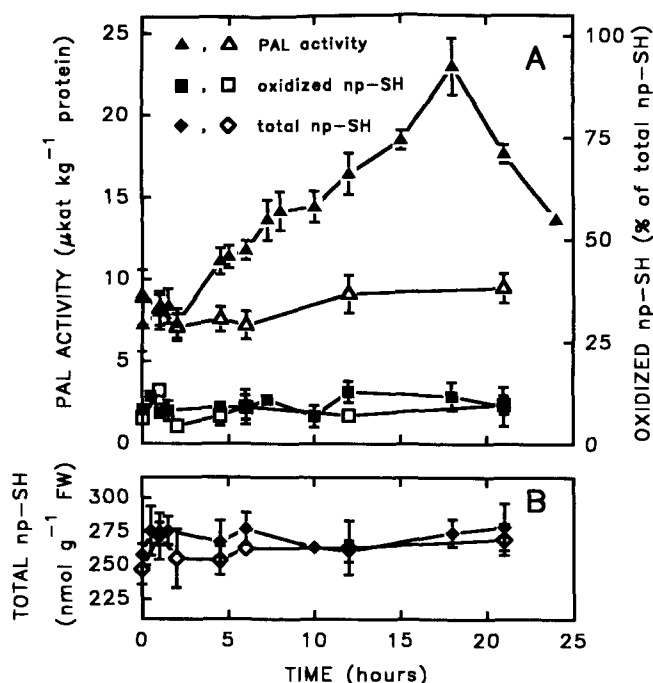 A
▲ , △ PAL activity
■ , □ oxidized np-SH
◆ , ◇ total np-SH
PAL ACTIVITY (μkat kg⁻¹ protein)
25
20
15
10
5
0
OXIDIZED np-SH (% of total np-SH)
100
75
50
25
0
B
TOTAL np-SH
(nmol g⁻¹ FW)
300
275
250
225
0 5 10 15 20 25
TIME (hours)